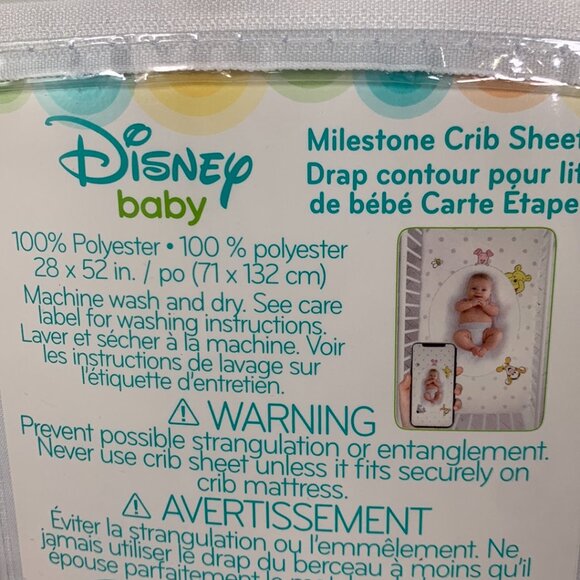 Disney
baby
Milestone Crib Sheet
Drap contour pour lit
de bébé Carte Étape
100% Polyester • 100 % polyester
28 x 52 in. / po (71 x 132 cm)
Machine wash and dry. See care
label for washing instructions.
Laver et sécher à la machine. Voir
les instructions de lavage sur
l'étiquette d'entretien.
⚠ WARNING
Prevent possible strangulation or entanglement.
Never use crib sheet unless it fits securely on
crib mattress.
⚠ AVERTISSEMENT
Éviter la strangulation ou l'emmêlement. Ne
jamais utiliser le drap du berceau à moins qu'il
épouse parfaitement le